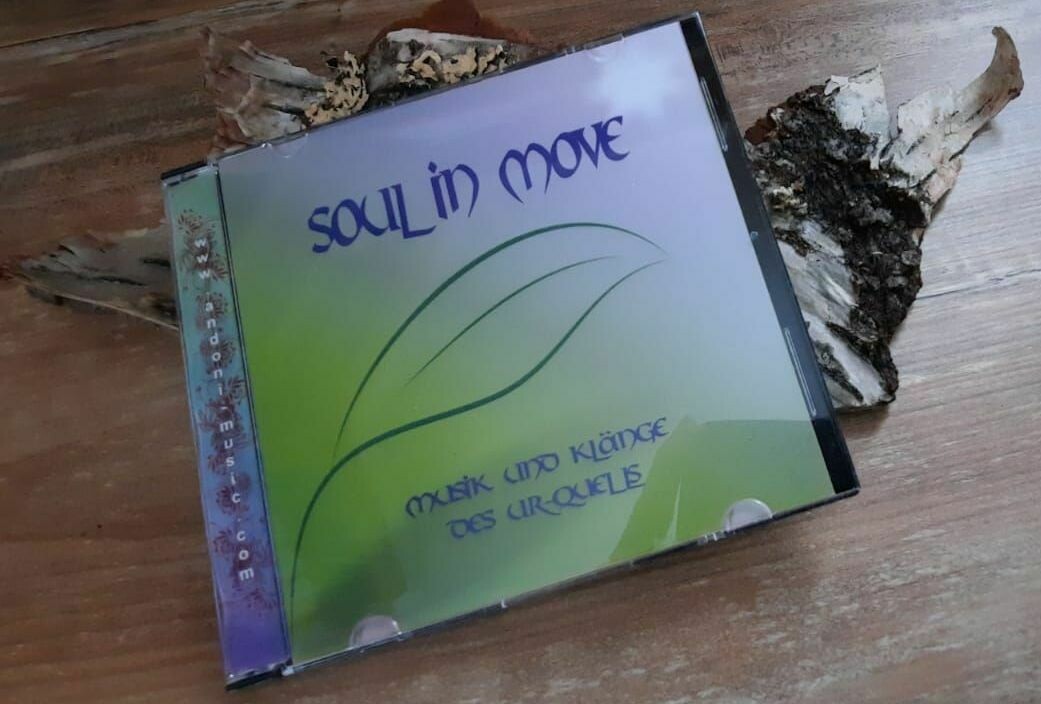 SOUL IN MOVE
MUSIK UND KLÄNGE
DES UR-QUELLS
www.andoni-music.com